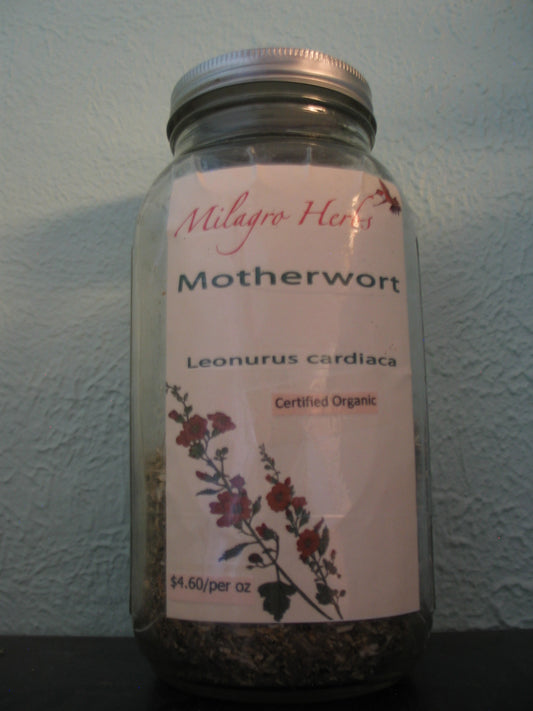 Milagro Herbs
Motherwort
Leonurus cardiaca
Certified Organic
$4.60/per oz